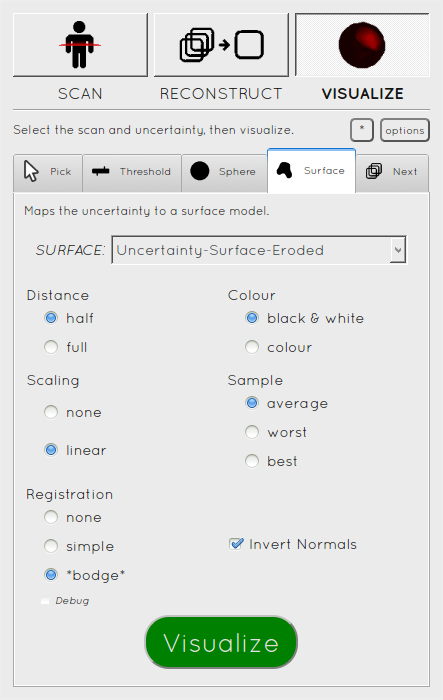 SCAN RECONSTRUCT VISUALIZE
Select the scan and uncertainty, then visualize. * options
Pick Threshold Sphere Surface Next
Maps the uncertainty to a surface model.
SURFACE: Uncertainty-Surface-Eroded
Distance
half
full
Colour
black & white
colour
Scaling
none
linear
Sample
average
worst
best
Registration
none
simple
*bodge*
Debug
Invert Normals
Visualize